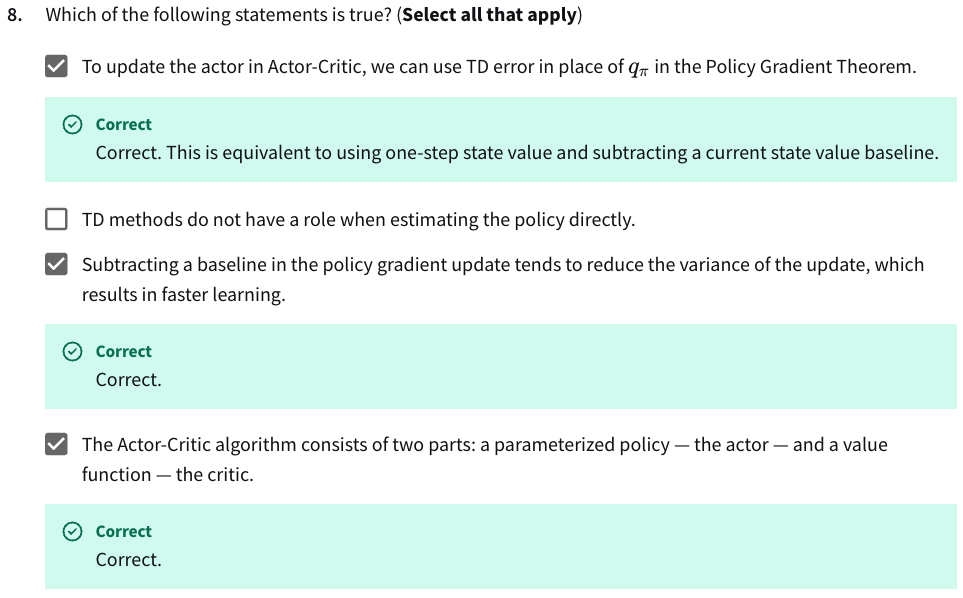 8. Which of the following statements is true? (Select all that apply)
To update the actor in Actor-Critic, we can use TD error in place of qπ in the Policy Gradient Theorem.
Correct
Correct. This is equivalent to using one-step state value and subtracting a current state value baseline.
TD methods do not have a role when estimating the policy directly.
Subtracting a baseline in the policy gradient update tends to reduce the variance of the update, which
results in faster learning.
Correct
Correct.
The Actor-Critic algorithm consists of two parts: a parameterized policy — the actor — and a value
function — the critic.
Correct
Correct.